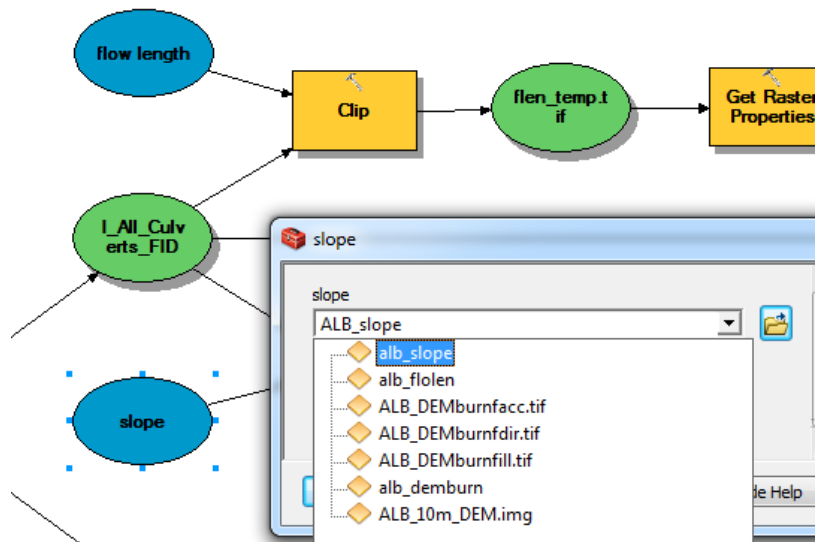 flow length
Clip
flen_temp.t
if
Get Raster
Properties
I_All_Culv
erts_FID
slope
slope
ALB_slope
alb_slope
alb_flolen
ALB_DEMburnfacc.tif
ALB_DEMburnfdir.tif
ALB_DEMburnfill.tif
alb_demburn
ALB_10m_DEM.img
slope
de Help